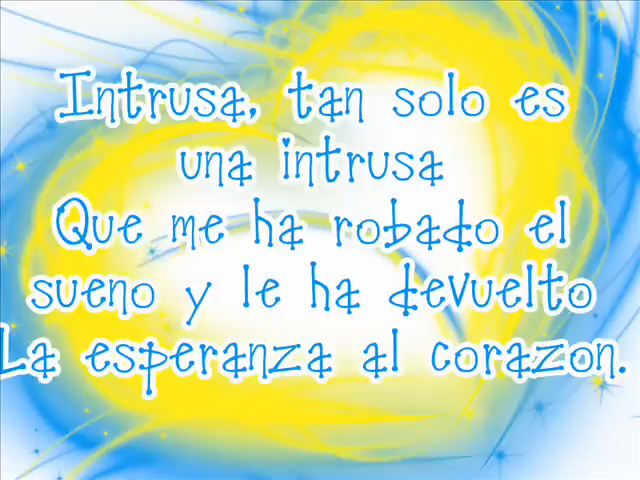 Intrusa, tan solo es
una intrusa
Que me ha robado el
sueno y le ha devuelto
La esperanza al corazon.